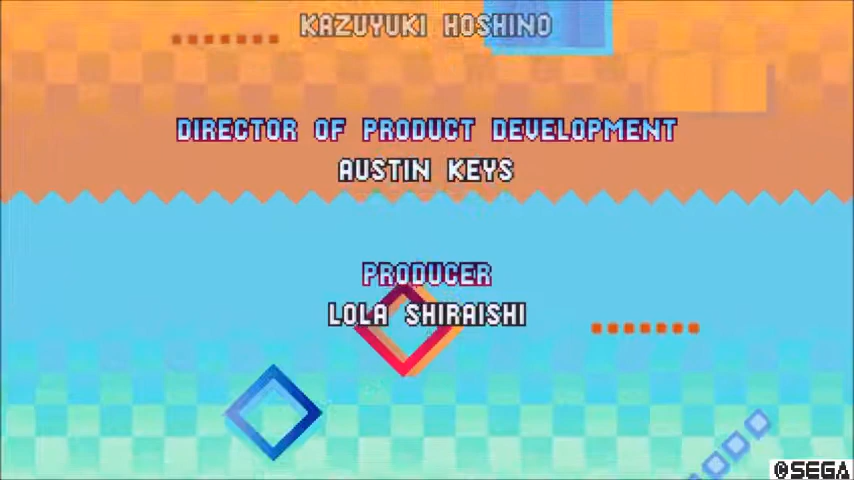 KAZUYUKI HOSHINO
DIRECTOR OF PRODUCT DEVELOPMENT
AUSTIN KEYS
PRODUCER
LOLA SHIRAISHI
©SEGA